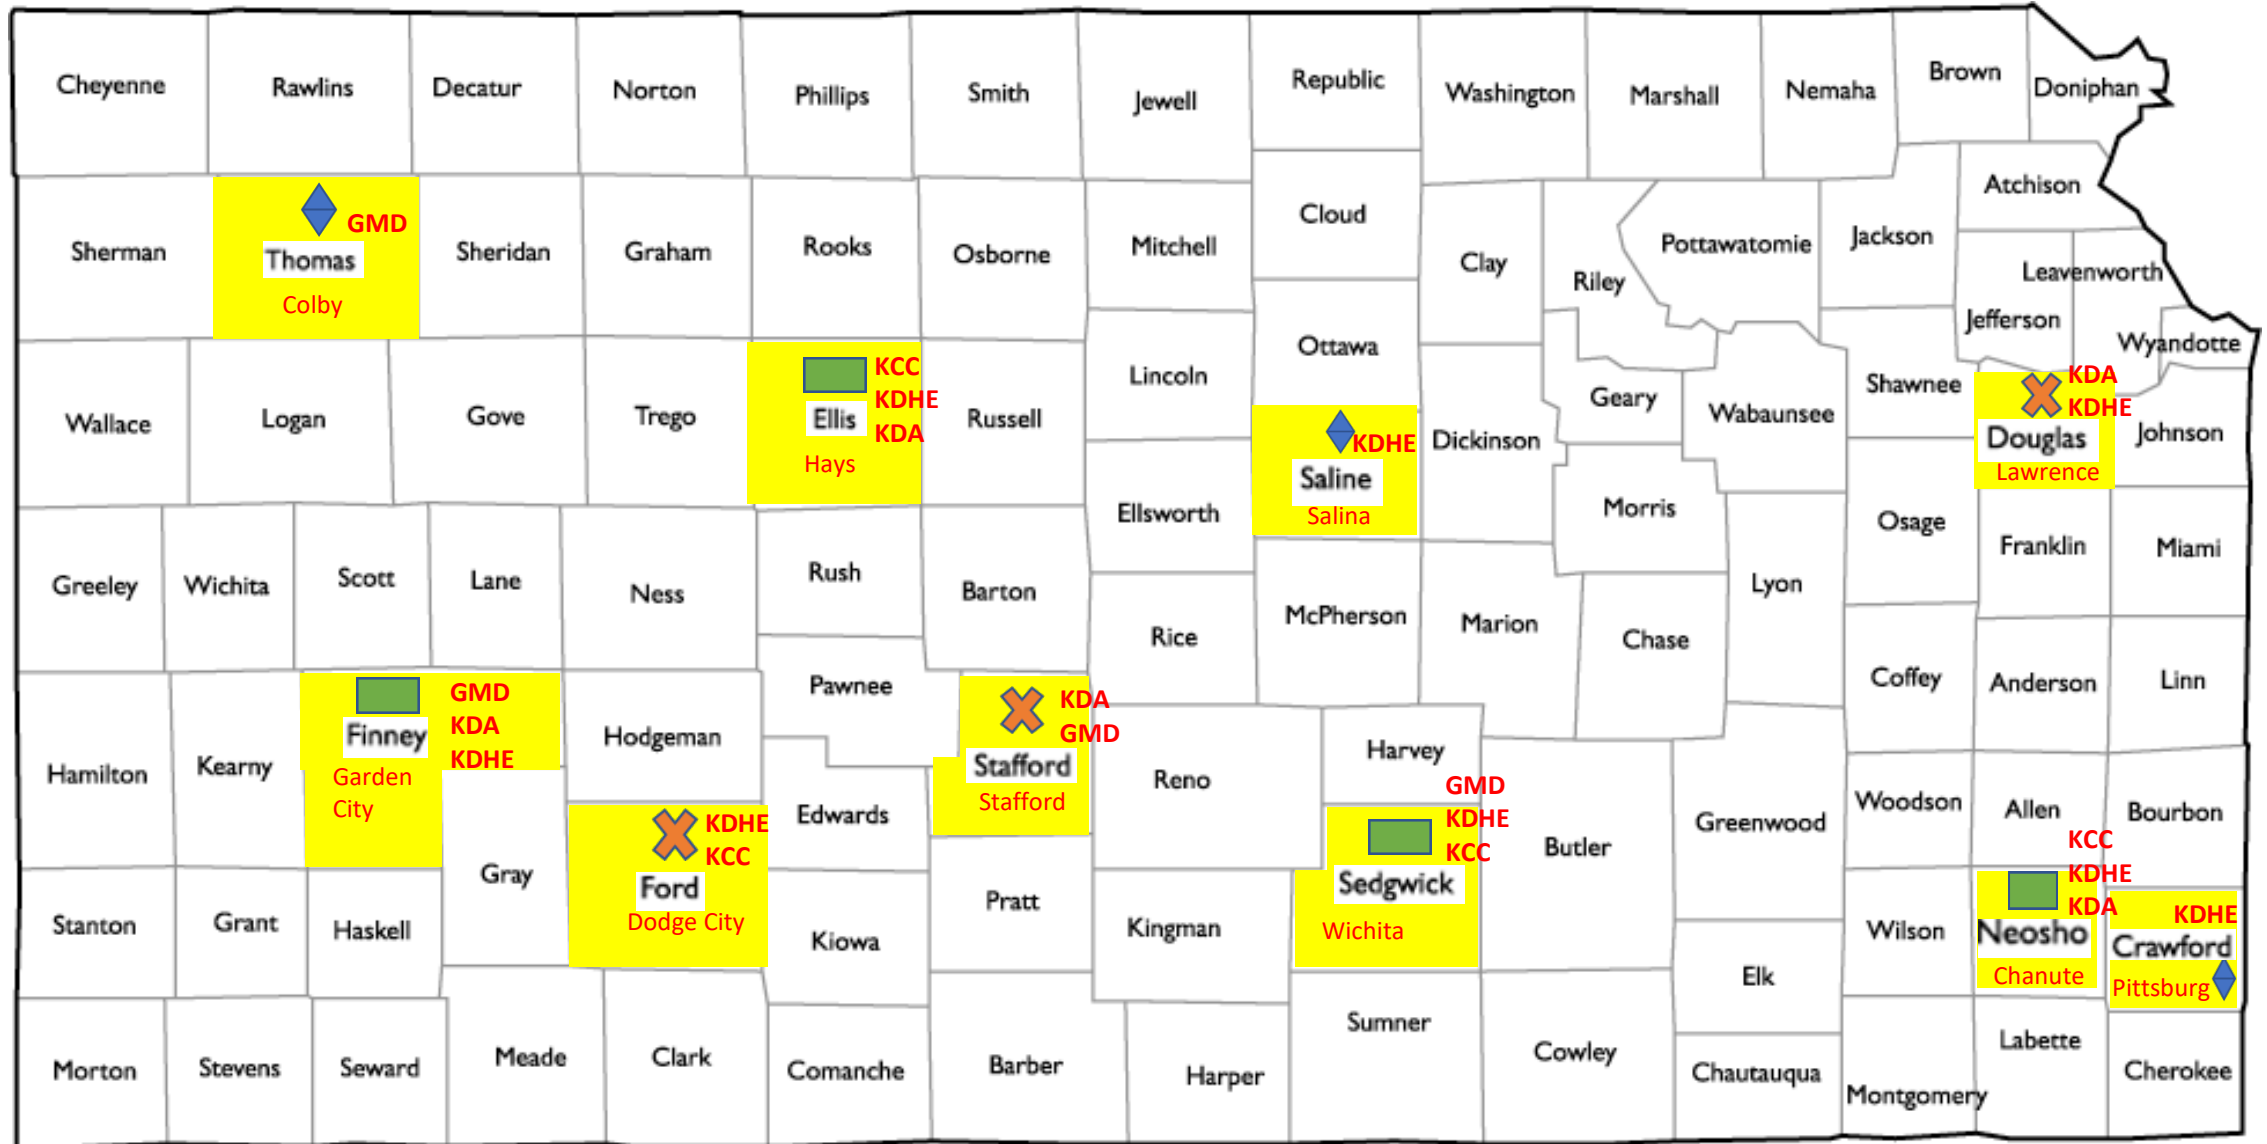 Cheyenne
Rawlins
Decatur
Norton
Phillips
Smith
Jewell
Republic
Washington
Marshall
Nemaha
Brown
Doniphan
Atchison
Sherman
GMD
Thomas
Colby
Sheridan
Graham
Rooks
Osborne
Mitchell
Cloud
Clay
Riley
Pottawatomie
Jackson
Leavenworth
Jefferson
Wyandotte
Wallace
Logan
Gove
Trego
KCC
KDHE
KDA
Ellis
Hays
Russell
Lincoln
Ottawa
KDHE
Saline
Salina
Dickinson
Geary
Wabaunsee
Shawnee
KDA
KDHE
Douglas
Lawrence
Johnson
Greeley
Wichita
Scott
Lane
Ness
Rush
Barton
Ellsworth
Rice
McPherson
Marion
Morris
Chase
Lyon
Osage
Franklin
Miami
Hamilton
Kearny
GMD
KDA
KDHE
Finney
Garden
City
Hodgeman
Pawnee
KDA
GMD
Stafford
Stafford
Edwards
Reno
Harvey
GMD
KDHE
KCC
Sedgwick
Wichita
Butler
Greenwood
Coffey
Anderson
Linn
Woodson
Allen
Bourbon
Stanton
Grant
Haskell
Gray
KDHE
KCC
Ford
Dodge City
Kiowa
Pratt
Kingman
Elk
Wilson
KCC
KDHE
KDA
Neosho
Chanute
KDHE
Crawford
Pittsburg
Morton
Stevens
Seward
Meade
Clark
Comanche
Barber
Harper
Sumner
Cowley
Chautauqua
Montgomery
Labette
Cherokee